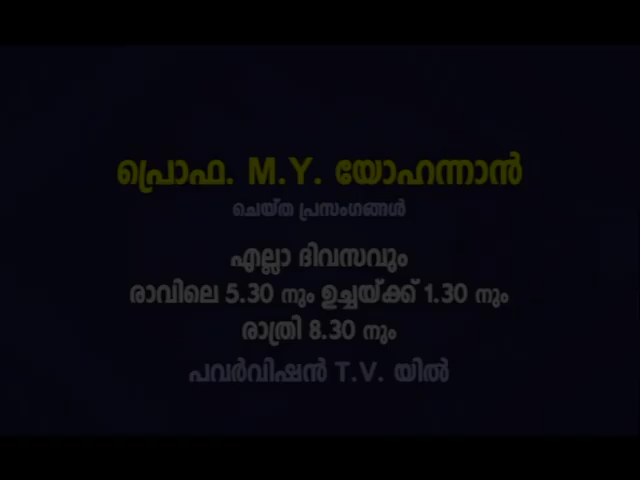 പ്രൊഫ. M.Y. യോഹന്നാൻ
ചെയ്ത പ്രസംഗങ്ങൾ
എല്ലാ ദിവസവും
രാവിലെ 5.30 നും ഉച്ചയ്ക്ക് 1.30 നും
രാത്രി 8.30 നും
പവർവിഷൻ T.V. യിൽ